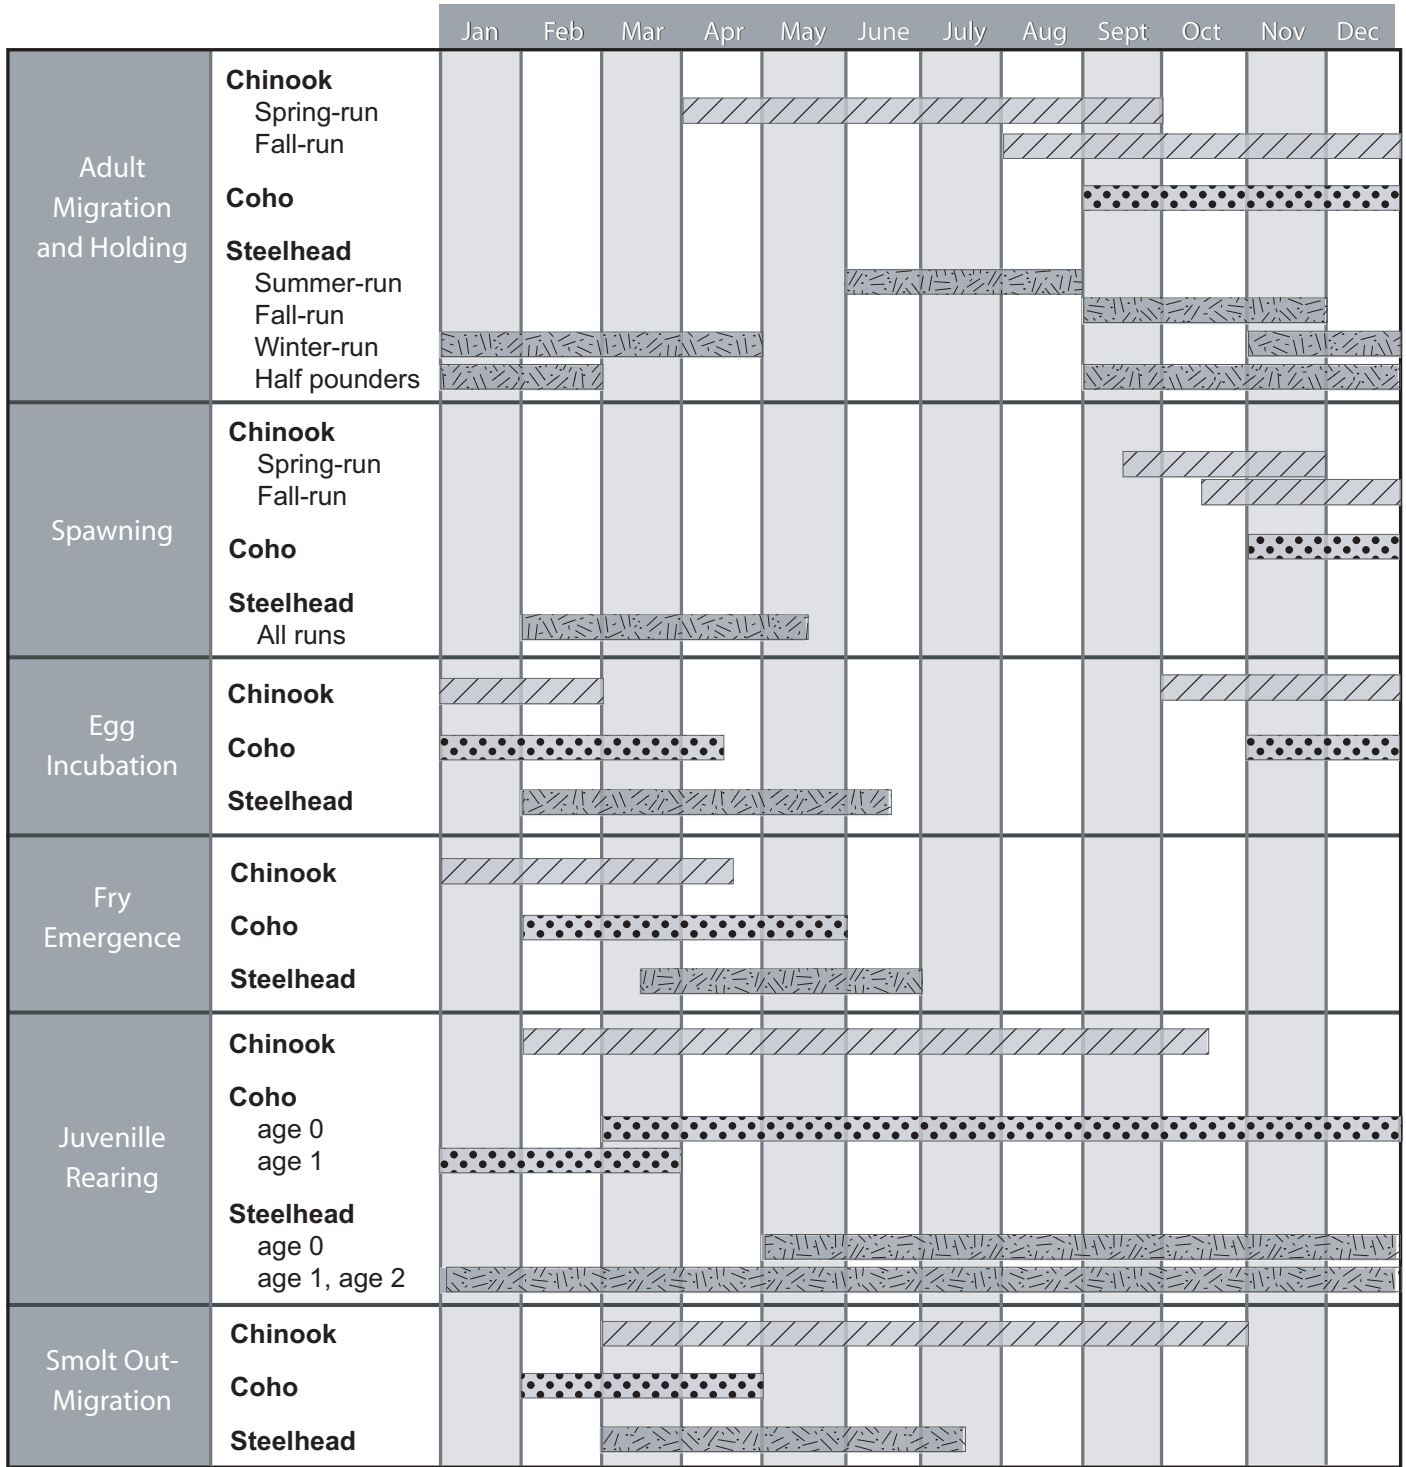 Jan Feb Mar Apr May June July Aug Sept Oct Nov Dec
Adult
Migration
and Holding
Chinook
Spring-run
Fall-run
Coho
Steelhead
Summer-run
Fall-run
Winter-run
Half pounders
Spawning
Chinook
Spring-run
Fall-run
Coho
Steelhead
All runs
Egg
Incubation
Chinook
Coho
Steelhead
Fry
Emergence
Chinook
Coho
Steelhead
Juvenille
Rearing
Chinook
Coho
age 0
age 1
Steelhead
age 0
age 1, age 2
Smolt Out-
Migration
Chinook
Coho
Steelhead